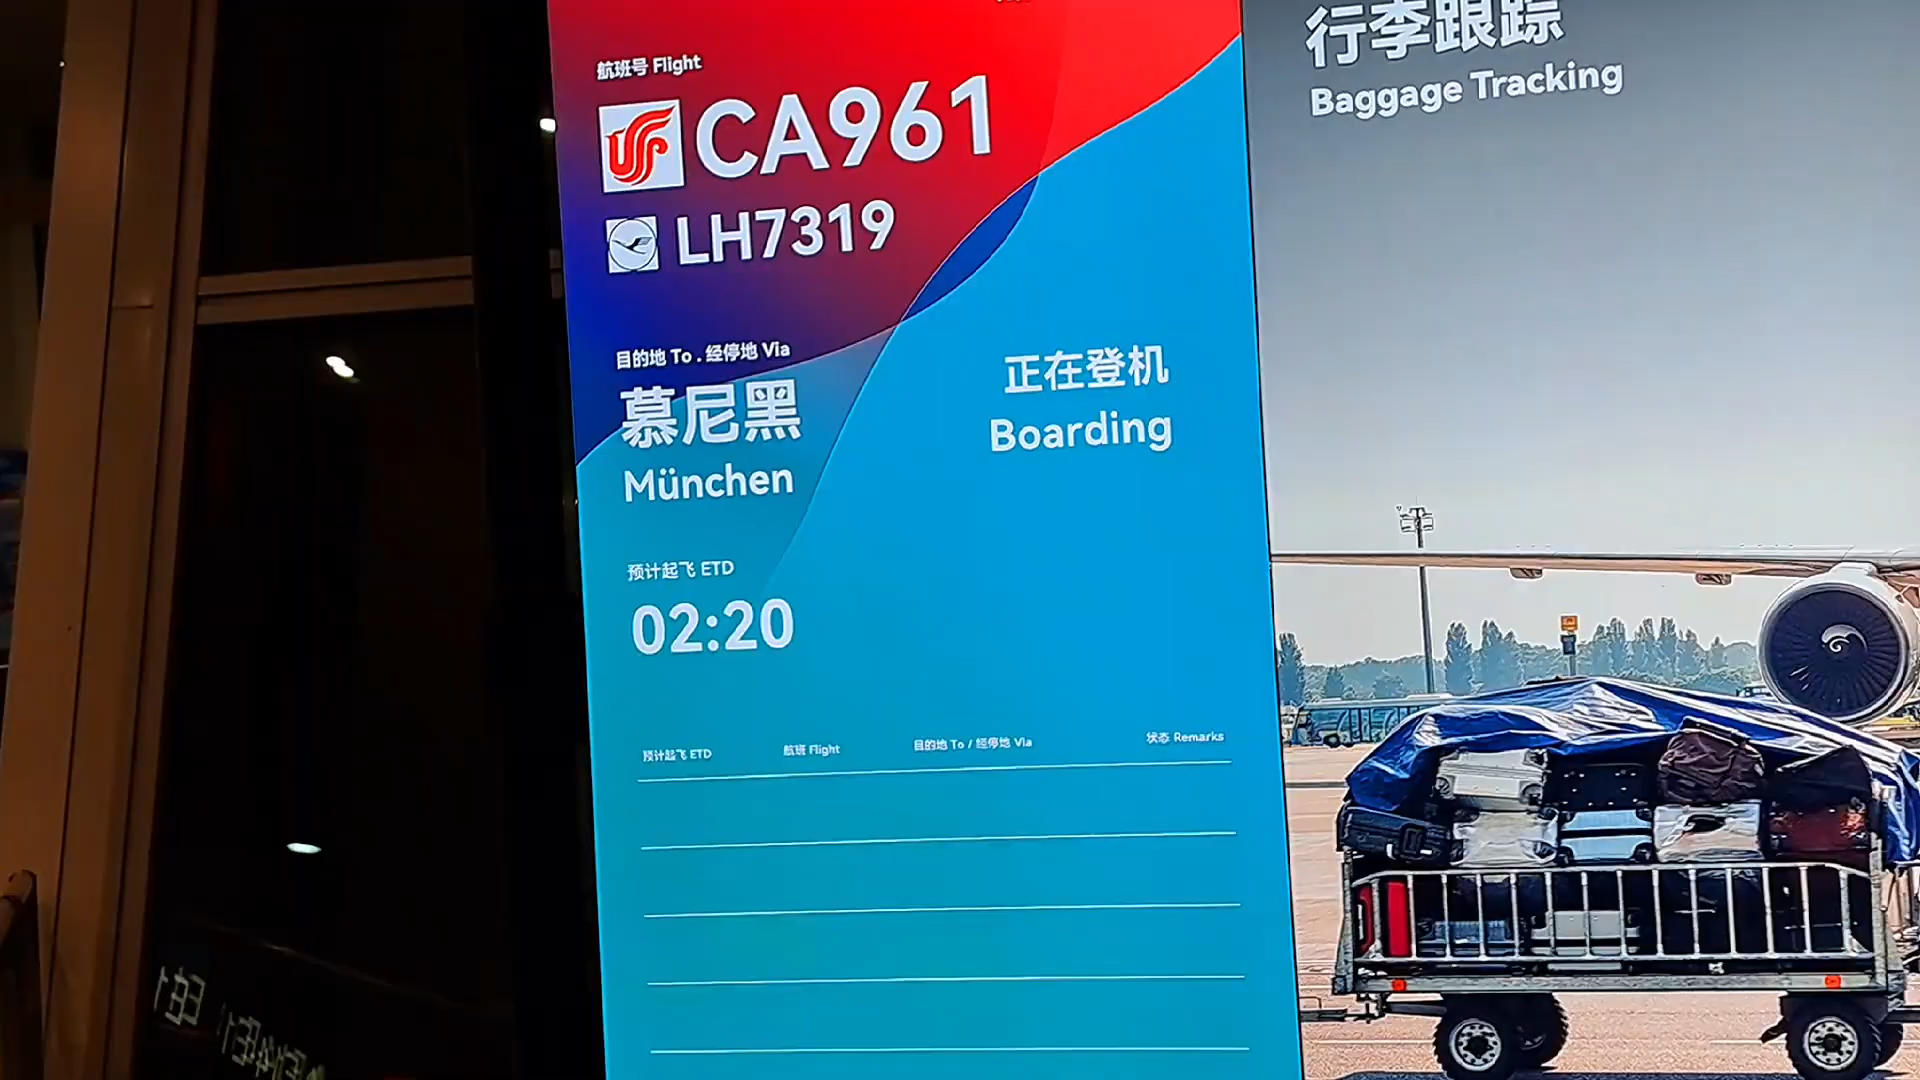 航班号 Flight
CA961
LH7319
目的地 To . 经停地 Via
慕尼黑
München
正在登机
Boarding
预计起飞 ETD
02:20
预计起飞 ETD 航班 Flight 目的地 To / 经停地 Via 状态 Remarks
行李跟踪
Baggage Tracking